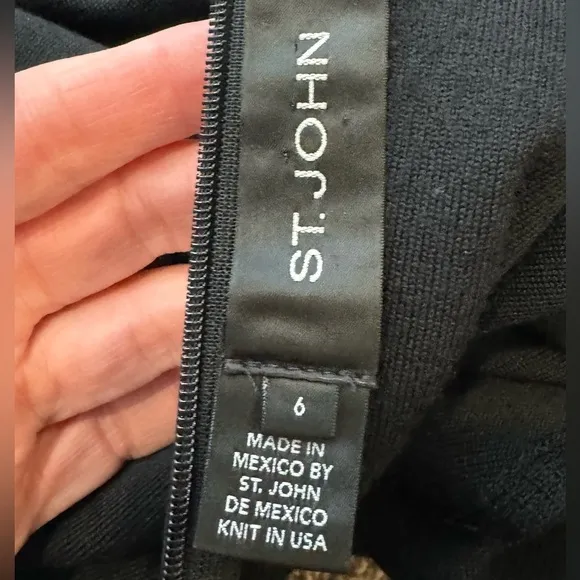 ST. JOHN
6
MADE IN
MEXICO BY
ST. JOHN
DE MEXICO
KNIT IN USA